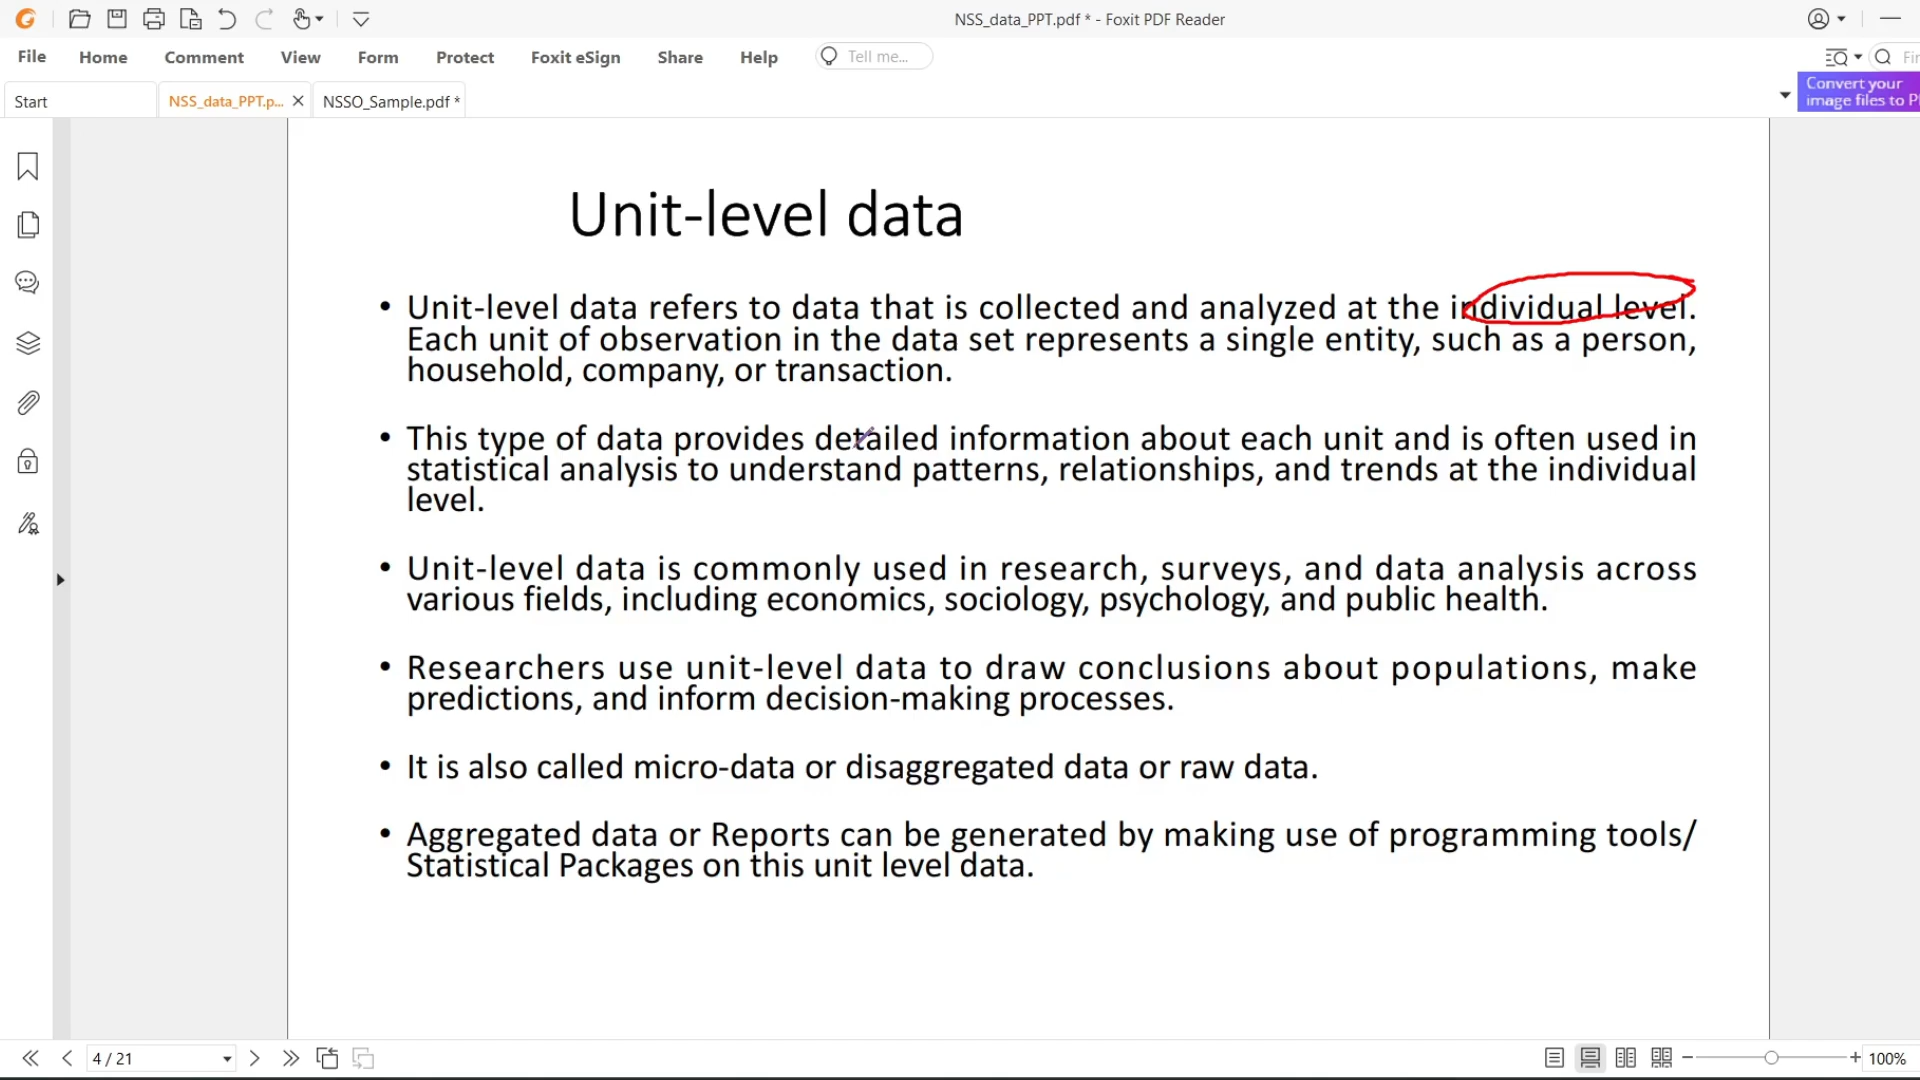 NSS_data_PPT.pdf * - Foxit PDF Reader
File Home Comment View Form Protect Foxit eSign Share Help Tell me...
Start NSS_data_PPT.p... NSSO_Sample.pdf *
Convert your
image files to
Unit-level data
• Unit-level data refers to data that is collected and analyzed at the individual level.
Each unit of observation in the data set represents a single entity, such as a person,
household, company, or transaction.
• This type of data provides detailed information about each unit and is often used in
statistical analysis to understand patterns, relationships, and trends at the individual
level.
• Unit-level data is commonly used in research, surveys, and data analysis across
various fields, including economics, sociology, psychology, and public health.
• Researchers use unit-level data to draw conclusions about populations, make
predictions, and inform decision-making processes.
• It is also called micro-data or disaggregated data or raw data.
• Aggregated data or Reports can be generated by making use of programming tools/
Statistical Packages on this unit level data.
4 / 21
100%